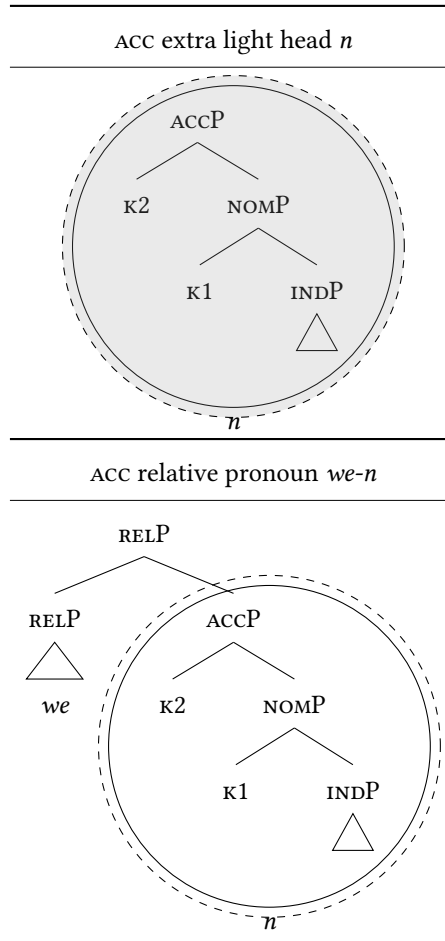 ACC extra light head n
ACCP
K2 NOMP
K1 INDP
n
ACC relative pronoun we-n
RELP
RELP ACCP
we K2 NOMP
K1 INDP
n